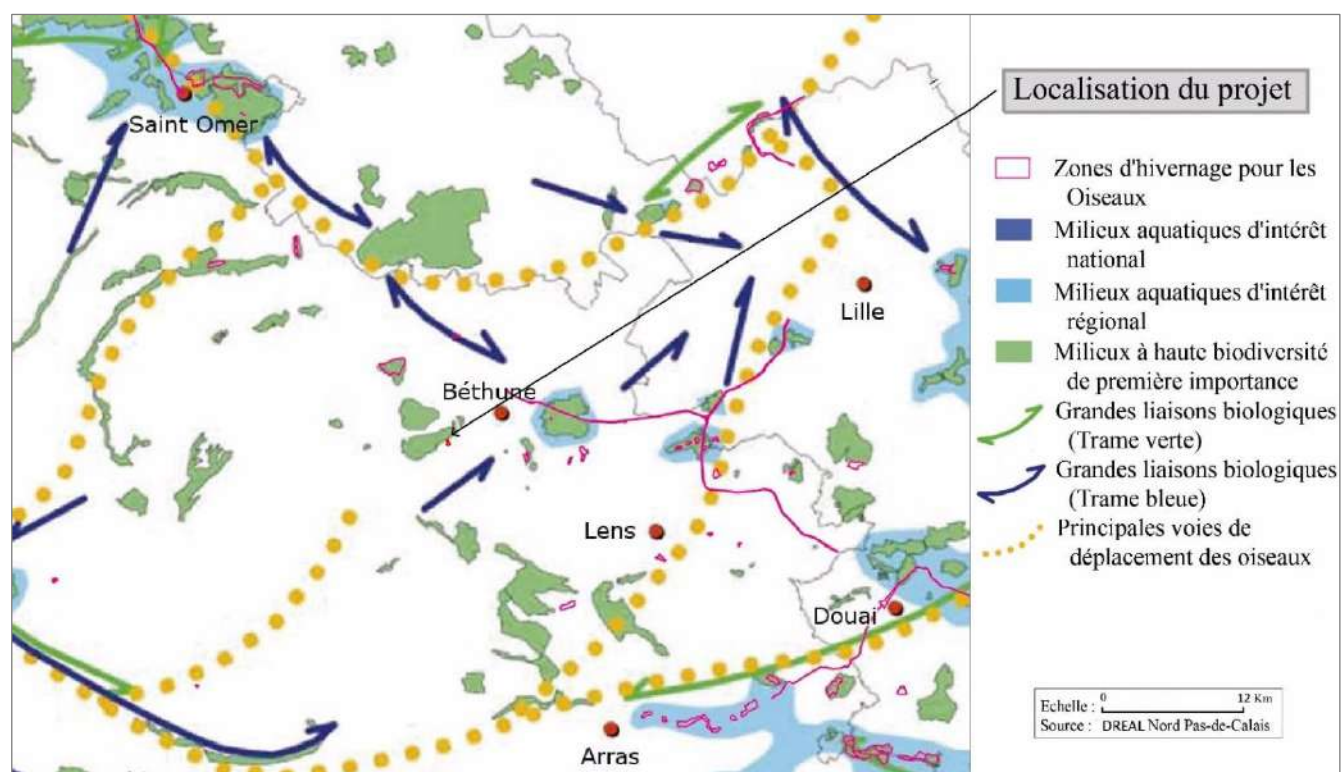 Saint Omer
Lille
Béthune
Lens
Douai
Arras
Localisation du projet
Zones d'hivernage pour les
Oiseaux
Milieux aquatiques d'intérêt
national
Milieux aquatiques d'intérêt
régional
Milieux à haute biodiversité
de première importance
Grandes liaisons biologiques
(Trame verte)
Grandes liaisons biologiques
(Trame bleue)
Principales voies de
déplacement des oiseaux
Echelle : 0 12 Km
Source : DREAL Nord Pas-de-Calais